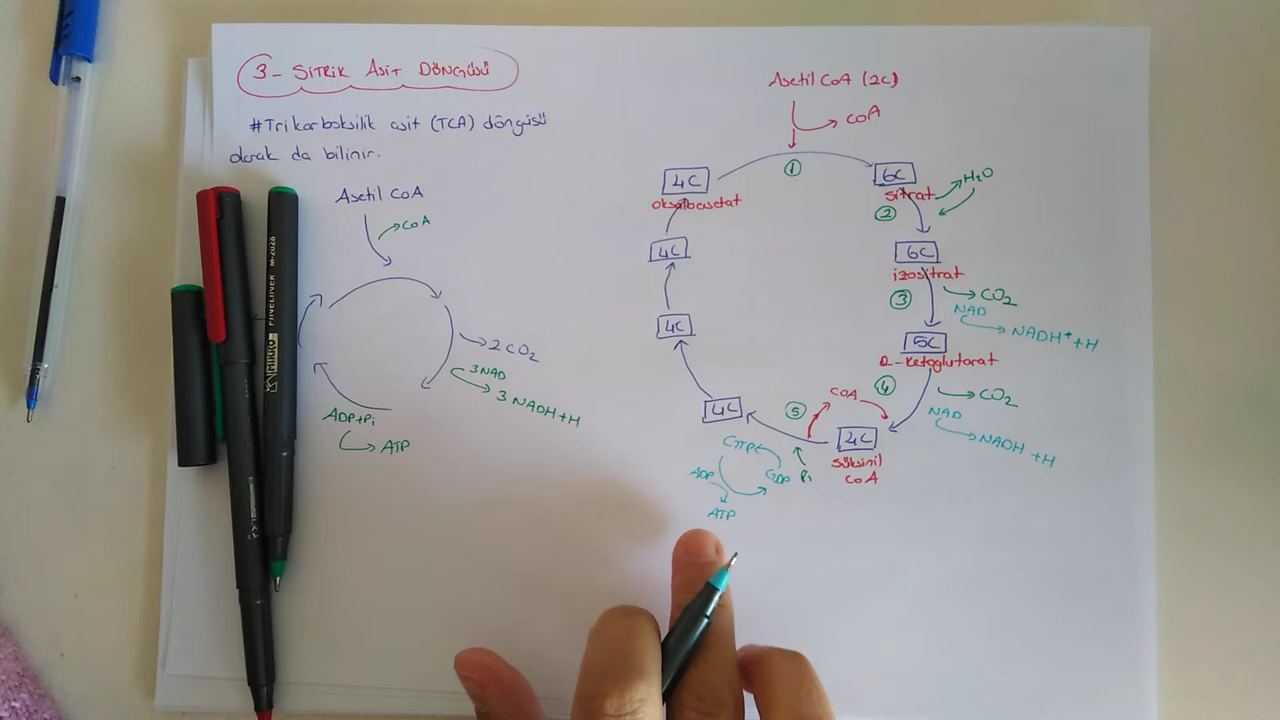 3- SİTRİK ASİT DÖNGÜSÜ
#Trikarboksilik asit (TCA) döngüsü
olarak da bilinir.
Asetil CoA
CoA
2CO2
3NAD
3 NADH+H
ADP+Pi
ATP
MİKRO FINELINER M-2028
Asetil CoA (2C)
CoA
1
4C
oksaloasetat
6C
sitrat
H2O
2
6C
izositrat
3
CO2
NAD
NADH*+H
5C
α-ketoglutarat
4
CO2
NAD
NADH+H
4C
süksinil
CoA
COA
5
Pi
GTP
GDP
ADP
ATP
4C
4C
4C